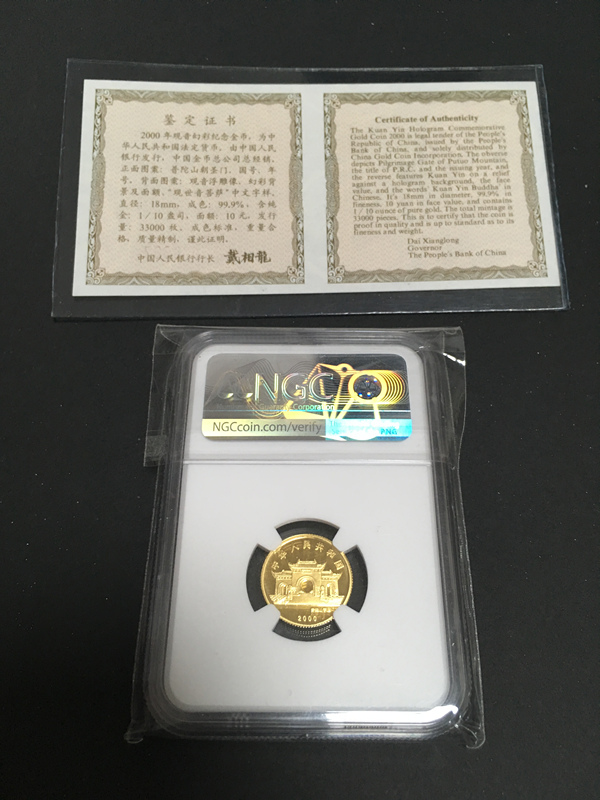 鉴定证书
2000年观音幻彩纪念金币，为中
华人民共和国法定货币，由中国人民
银行发行，中国金币总公司总经销，
正面图案：普陀山朝圣门、国号、年
号，背面图案：观音浮雕像、幻彩背
景及面额，“观世音菩萨”中文字样。
直径：18mm，成色：99.9%，含纯
金：1/10盎司，面额：10元，发行
量：33000枚，成色标准，重量合
格，质量精制，谨此证明。
中国人民银行行长 戴相龙
Certificate of Authenticity
The Kuan Yin Hologram Commemorative
Gold Coin 2000 is legal tender of the People's
Republic of China, issued by the People's
Bank of China, and solely distributed by
China Gold Coin Incorporation. The obverse
depicts Pilgrimage Gate of Putuo Mountain,
the title of P.R.C. and the issuing year, and
the reverse features Kuan Yin on a relief
against a hologram background, the face
value, and the words 'Kuan Yin Buddha' in
Chinese. It's 18mm in diameter, 99.9% in
fineness, 10 yuan in face value, and contains
1/10 ounce of pure gold. The total mintage is
33000 pieces. This is to certify that the coin is
proof in quality and is up to standard as to its
fineness and weight.
Dai Xianglong
Governor
The People's Bank of China
NGC
Corporation
NGCcoin.com/verify
中华人民共和国
2000